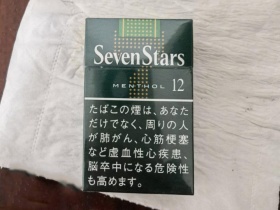 Seven Stars
MENTHOL 12
たばこの煙は、あなた
だけでなく、周りの人
が肺がん、心筋梗塞
など虚血性心疾患、
脳卒中になる危険性
も高めます。